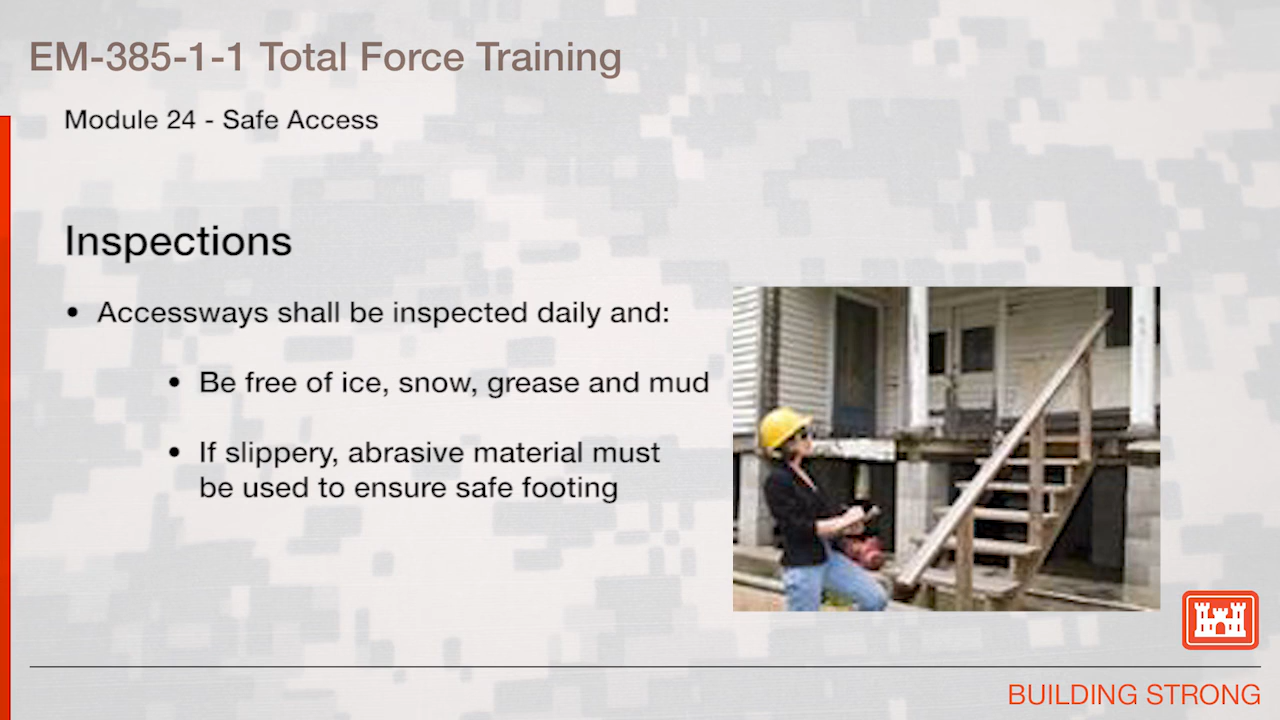 EM-385-1-1 Total Force Training
Module 24 - Safe Access
Inspections
• Accessways shall be inspected daily and:
• Be free of ice, snow, grease and mud
• If slippery, abrasive material must
be used to ensure safe footing
BUILDING STRONG